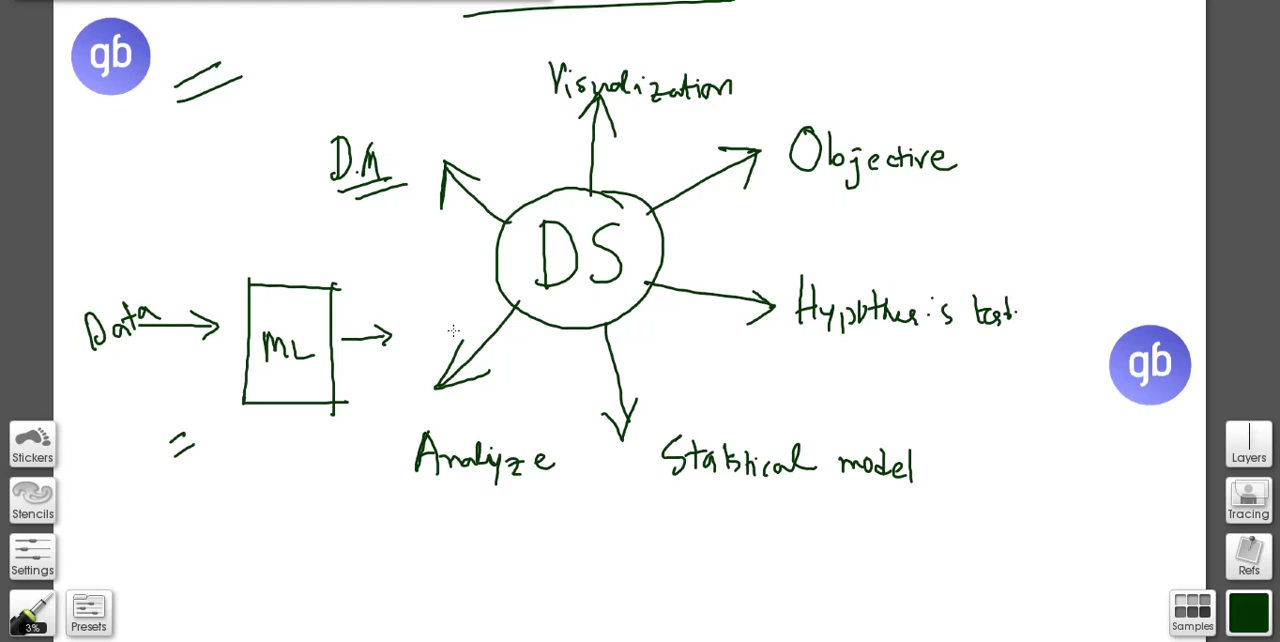 gb
Visualization
D.M
Objective
DS
Data
ML
Hypothesis test.
gb
Analyze
Statistical model
Stickers
Stencils
Settings
3%
Presets
Layers
Tracing
Refs
Samples